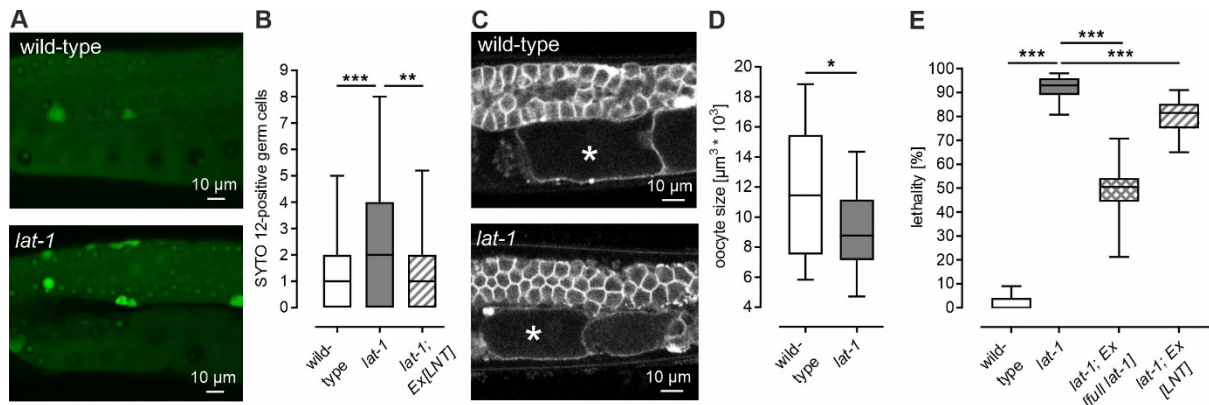 A
wild-type
10 µm
lat-1
10 µm
B
SYTO 12-positive germ cells
9
8
7
6
5
4
3
2
1
0
***
**
wild-
type
lat-1
lat-1;
Ex[LNT]
C
wild-type
*
10 µm
lat-1
*
10 µm
D
oocyte size [µm³ * 10³]
20
18
16
14
12
10
8
6
4
*
wild-
type
lat-1
E
lethality [%]
100
90
80
70
60
50
40
30
20
10
0
***
***
***
wild-
type
lat-1
lat-1; Ex
[full lat-1]
lat-1; Ex
[LNT]